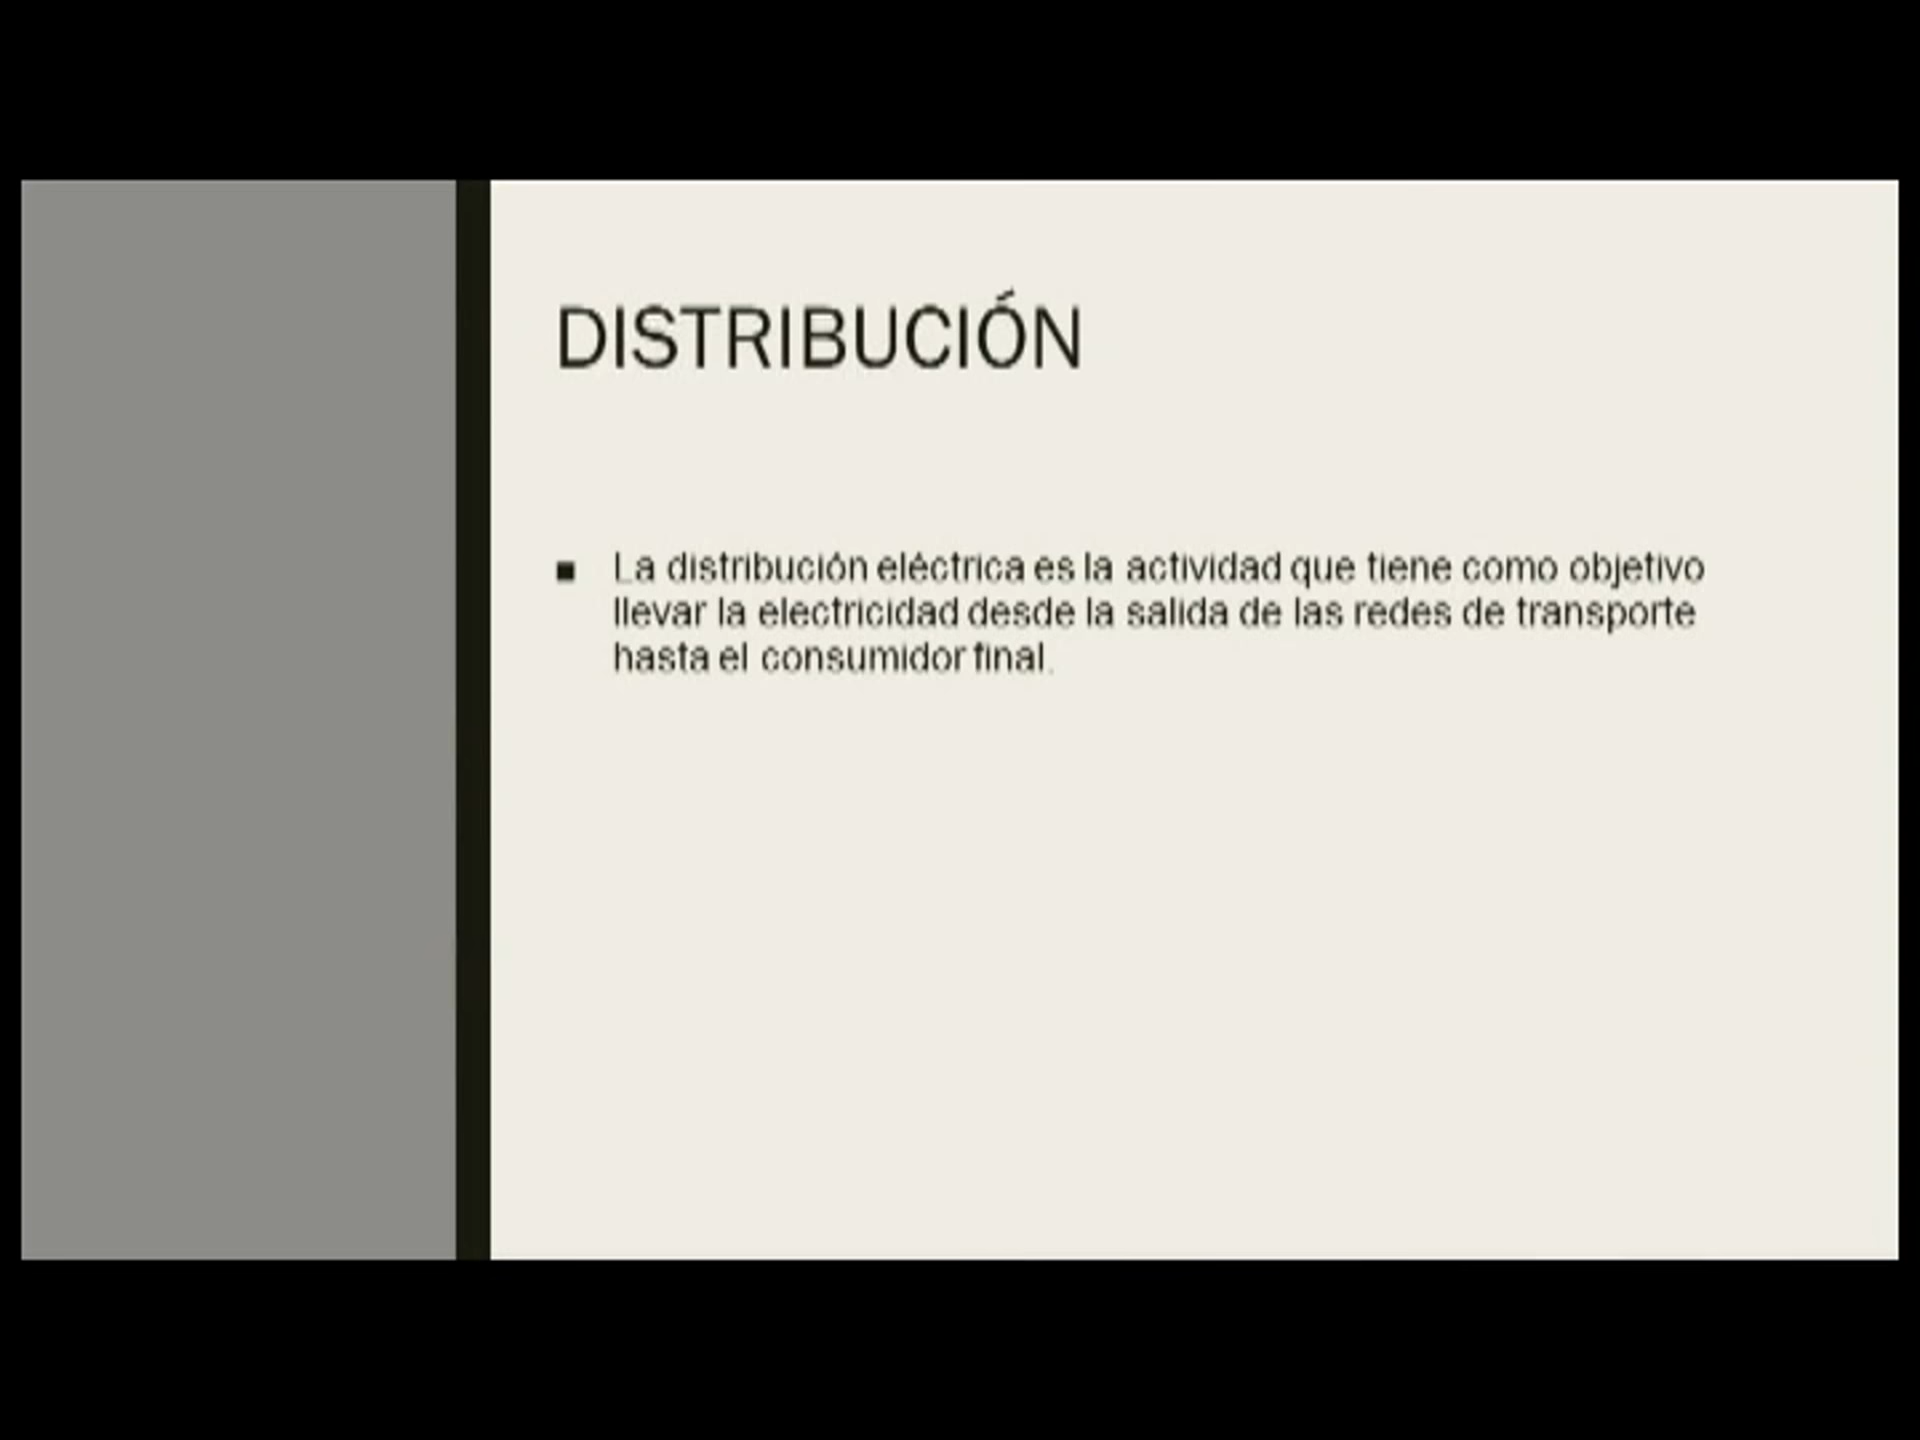 DISTRIBUCIÓN
■ La distribución eléctrica es la actividad que tiene como objetivo
llevar la electricidad desde la salida de las redes de transporte
hasta el consumidor final.